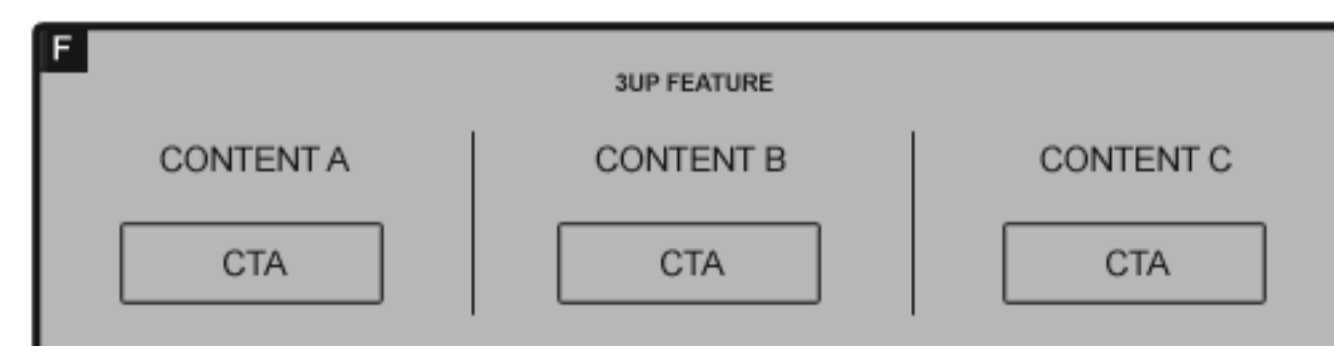 F
3UP FEATURE
CONTENT A
CONTENT B
CONTENT C
CTA
CTA
CTA